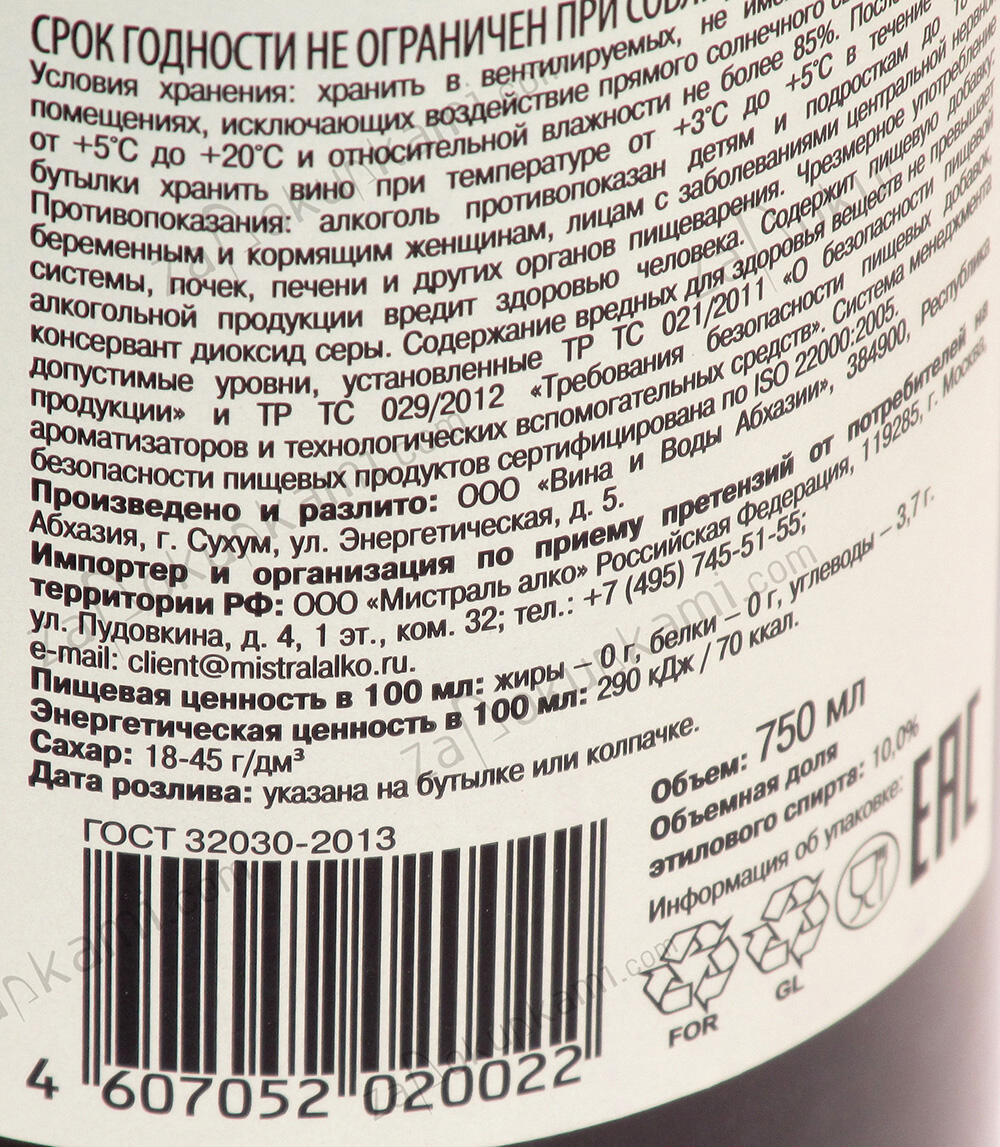 СРОК ГОДНОСТИ НЕ ОГРАНИЧЕН ПРИ
Условия хранения: хранить в вентилируемых, не
помещениях, исключающих воздействие прямого солнечного
от +5°С до +20°С и относительной влажности не более 85%.
бутылки хранить вино при температуре от +3°С до +5°С в течение
Противопоказания: алкоголь противопоказан детям и подросткам до
беременным и кормящим женщинам, лицам с заболеваниями центральной нервной
системы, почек, печени и других органов пищеварения. Чрезмерное употребление
алкогольной продукции вредит здоровью человека. Содержит пищевую добавку:
консервант диоксид серы. Содержание вредных для здоровья веществ не превышает
допустимые уровни, установленные ТР ТС 021/2011 «О безопасности пищевой
продукции» и ТР ТС 029/2012 «Требования безопасности пищевых добавок,
ароматизаторов и технологических вспомогательных средств». Система менеджмента
безопасности пищевых продуктов сертифицирована по ISO 22000:2005.
Произведено и разлито: ООО «Вина и Воды Абхазии», 384900, Республика
Абхазия, г. Сухум, ул. Энергетическая, д. 5.
Импортер и организация по приему претензий от потребителей на
территории РФ: ООО «Мистраль алко» Российская Федерация, 119285, г. Москва,
ул. Пудовкина, д. 4, 1 эт., ком. 32; тел.: +7 (495) 745-51-55;
e-mail: client@mistralalko.ru.
Пищевая ценность в 100 мл: жиры – 0 г, белки – 0 г, углеводы – 3,7 г.
Энергетическая ценность в 100 мл: 290 кДж / 70 ккал.
Сахар: 18-45 г/дм³
Дата розлива: указана на бутылке или колпачке.
Объем: 750 мл
Объемная доля
этилового спирта: 10,0%
Информация об упаковке:
EAC
FOR
GL
ГОСТ 32030-2013
4 607052 020022
za_okunkami.com